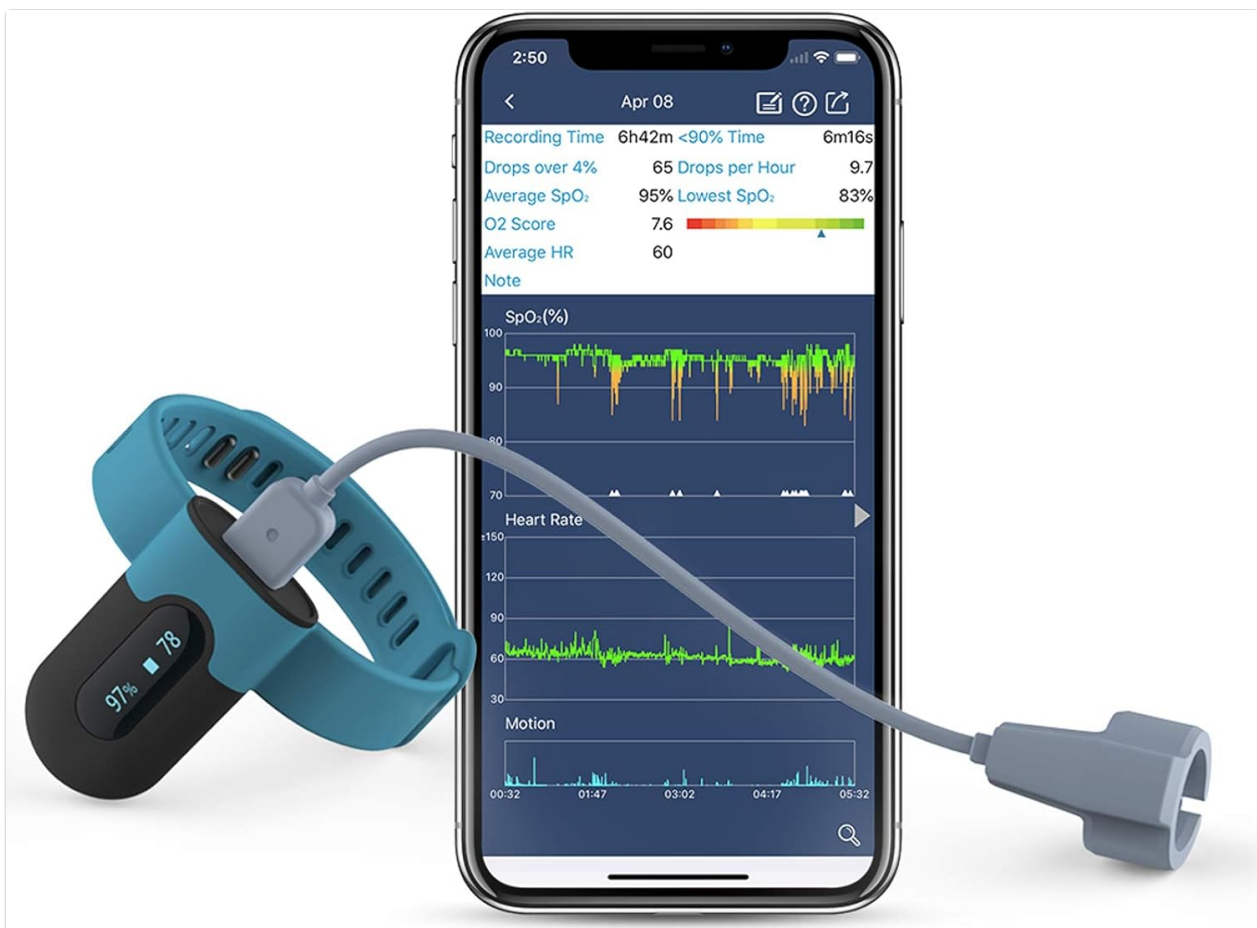 2:50
Apr 08
Recording Time 6h42m <90% Time 6m16s
Drops over 4% 65 Drops per Hour 9.7
Average SpO₂ 95% Lowest SpO₂ 83%
O2 Score 7.6
Average HR 60
Note
SpO₂(%)
100
90
80
70
Heart Rate
≥150
120
90
60
30
Motion
00:32 01:47 03:02 04:17 05:32
97% 78